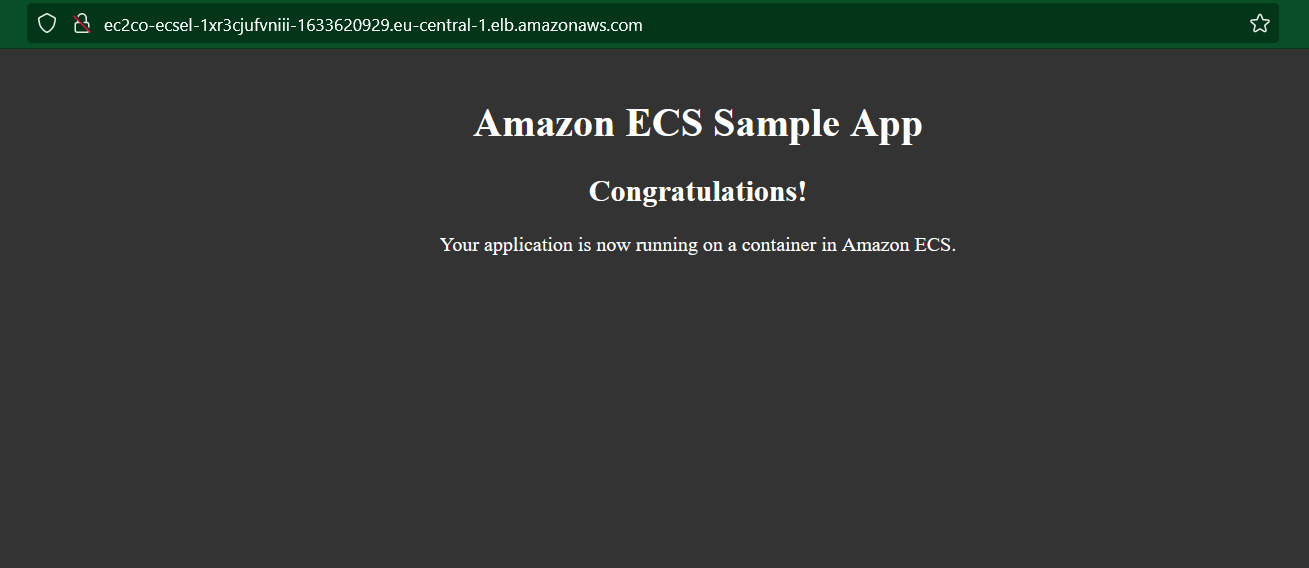 ec2co-ecsel-1xr3cjufvniii-1633620929.eu-central-1.elb.amazonaws.com
Amazon ECS Sample App
Congratulations!
Your application is now running on a container in Amazon ECS.